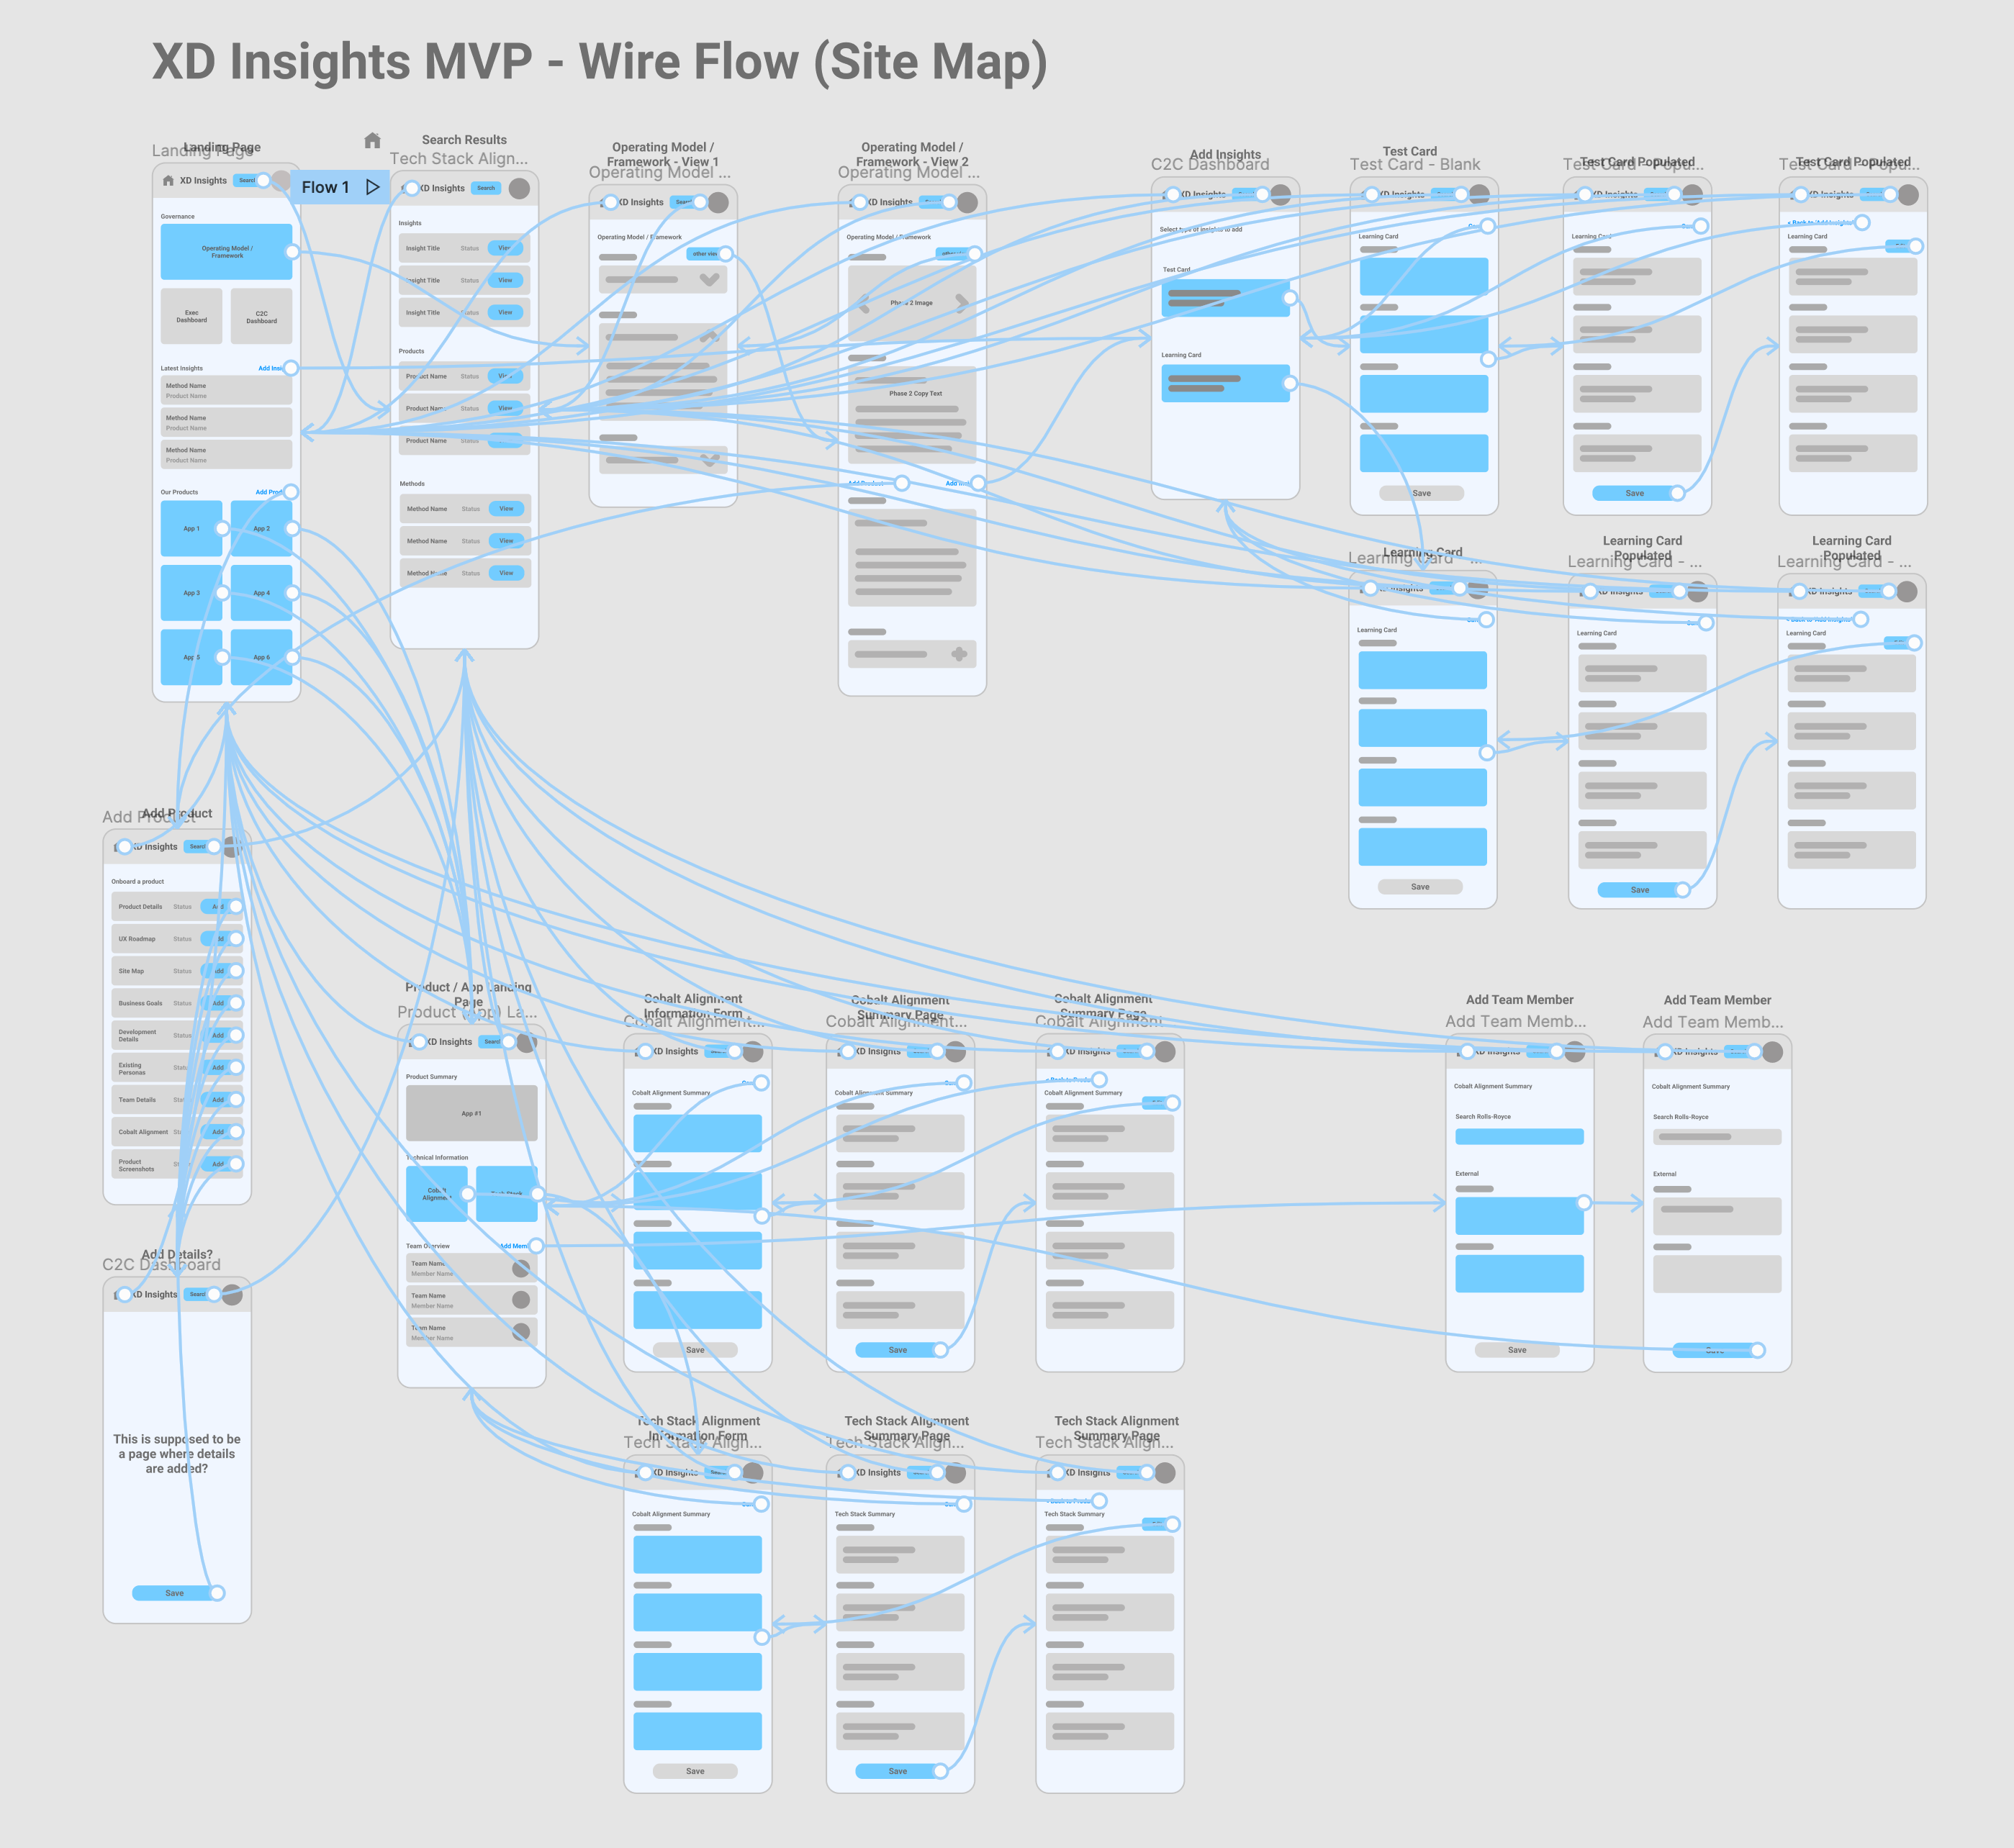 XD Insights MVP - Wire Flow (Site Map)
Landing Page
Landing Page
XD Insights
Flow 1
Governance
Operating Model /
Framework
Exec
Dashboard
C2C
Dashboard
Latest insights
Method Name
Product Name
Method Name
Product Name
Method Name
Product Name
Our Products
App 1
App 2
App 3
App 4
App 5
App 6
Search Results
Tech Stack Align...
XD Insights
Search
Insights
Insight Title Status View
Insight Title Status View
Insight Title Status View
Products
Product Name Status View
Product Name Status View
Product Name Status
Methods
Method Name Status View
Method Name Status View
Method Name Status View
Operating Model /
Framework - View 1
Operating Model ...
XD Insights
Operating Model / Framework
other view
Operating Model /
Framework - View 2
Operating Model ...
XD Insights
Operating Model / Framework
Phase 2 Image
Phase 2 Copy Text
Add Product
Add Insights
C2C Dashboard
XD Insights
Select type of insights to add
Test Card
Learning Card
Test Card
Test Card - Blank
XD Insights
Learning Card
Save
Test Card Populated
Test Card - Popu...
XD Insights
Learning Card
Save
Test Card Populated
Test Card - Popu...
XD Insights
< Back to 'Add Insights'
Learning Card
Learning Card
Learning Card - ...
Insights
Learning Card
Save
Learning Card
Populated
Learning Card - ...
XD Insights
Learning Card
Save
Learning Card
Populated
Learning Card - ...
XD Insights
< Back to 'Add Insights'
Learning Card
Add Product
Add Product
XD Insights
Search
Onboard a product
Product Details Status Add
UX Roadmap Status Add
Site Map Status Add
Business Goals Status Add
Development
Details
Status Add
Existing
Personas
Status Add
Team Details Status Add
Cobalt Alignment Add
Product
Screenshots
Add
Add Details?
C2C Dashboard
XD Insights
Search
This is supposed to be
a page where details
are added?
Save
Product / App Landing
Page
Product (App) La...
XD Insights
Search
Product Summary
App #1
Technical Information
Cobalt
Alignment
Tech Stack
Team Overview
Team Name
Member Name
Team Name
Member Name
Team Name
Member Name
Cobalt Alignment
Information Form
Cobalt Alignment...
XD Insights
Cobalt Alignment Summary
Save
Cobalt Alignment
Summary Page
Cobalt Alignment...
XD Insights
Cobalt Alignment Summary
Save
Cobalt Alignment
Summary Page
Cobalt Alignment...
XD Insights
Cobalt Alignment Summary
Add Team Member
Add Team Memb...
XD Insights
Cobalt Alignment Summary
Search Rolls-Royce
External
Save
Add Team Member
Add Team Memb...
XD Insights
Cobalt Alignment Summary
Search Rolls-Royce
External
Save
Tech Stack Alignment
Information Form
Tech Stack Align...
XD Insights
Cobalt Alignment Summary
Save
Tech Stack Alignment
Summary Page
Tech Stack Align...
XD Insights
Tech Stack Summary
Save
Tech Stack Alignment
Summary Page
Tech Stack Align...
XD Insights
Tech Stack Summary